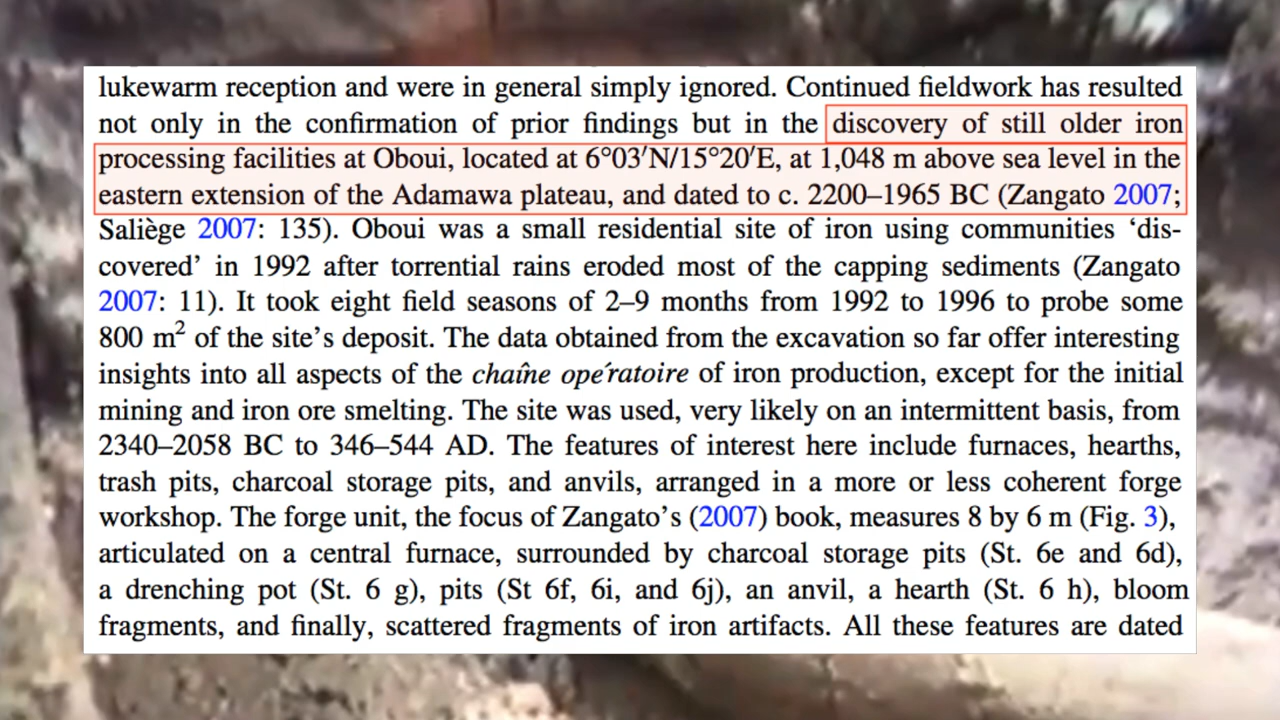 lukewarm reception and were in general simply ignored. Continued fieldwork has resulted
not only in the confirmation of prior findings but in the discovery of still older iron
processing facilities at Oboui, located at 6°03′N/15°20′E, at 1,048 m above sea level in the
eastern extension of the Adamawa plateau, and dated to c. 2200–1965 BC (Zangato 2007;
Saliège 2007: 135). Oboui was a small residential site of iron using communities ‘dis-
covered’ in 1992 after torrential rains eroded most of the capping sediments (Zangato
2007: 11). It took eight field seasons of 2–9 months from 1992 to 1996 to probe some
800 m² of the site’s deposit. The data obtained from the excavation so far offer interesting
insights into all aspects of the chaîne ope´ratoire of iron production, except for the initial
mining and iron ore smelting. The site was used, very likely on an intermittent basis, from
2340–2058 BC to 346–544 AD. The features of interest here include furnaces, hearths,
trash pits, charcoal storage pits, and anvils, arranged in a more or less coherent forge
workshop. The forge unit, the focus of Zangato’s (2007) book, measures 8 by 6 m (Fig. 3),
articulated on a central furnace, surrounded by charcoal storage pits (St. 6e and 6d),
a drenching pot (St. 6 g), pits (St 6f, 6i, and 6j), an anvil, a hearth (St. 6 h), bloom
fragments, and finally, scattered fragments of iron artifacts. All these features are dated